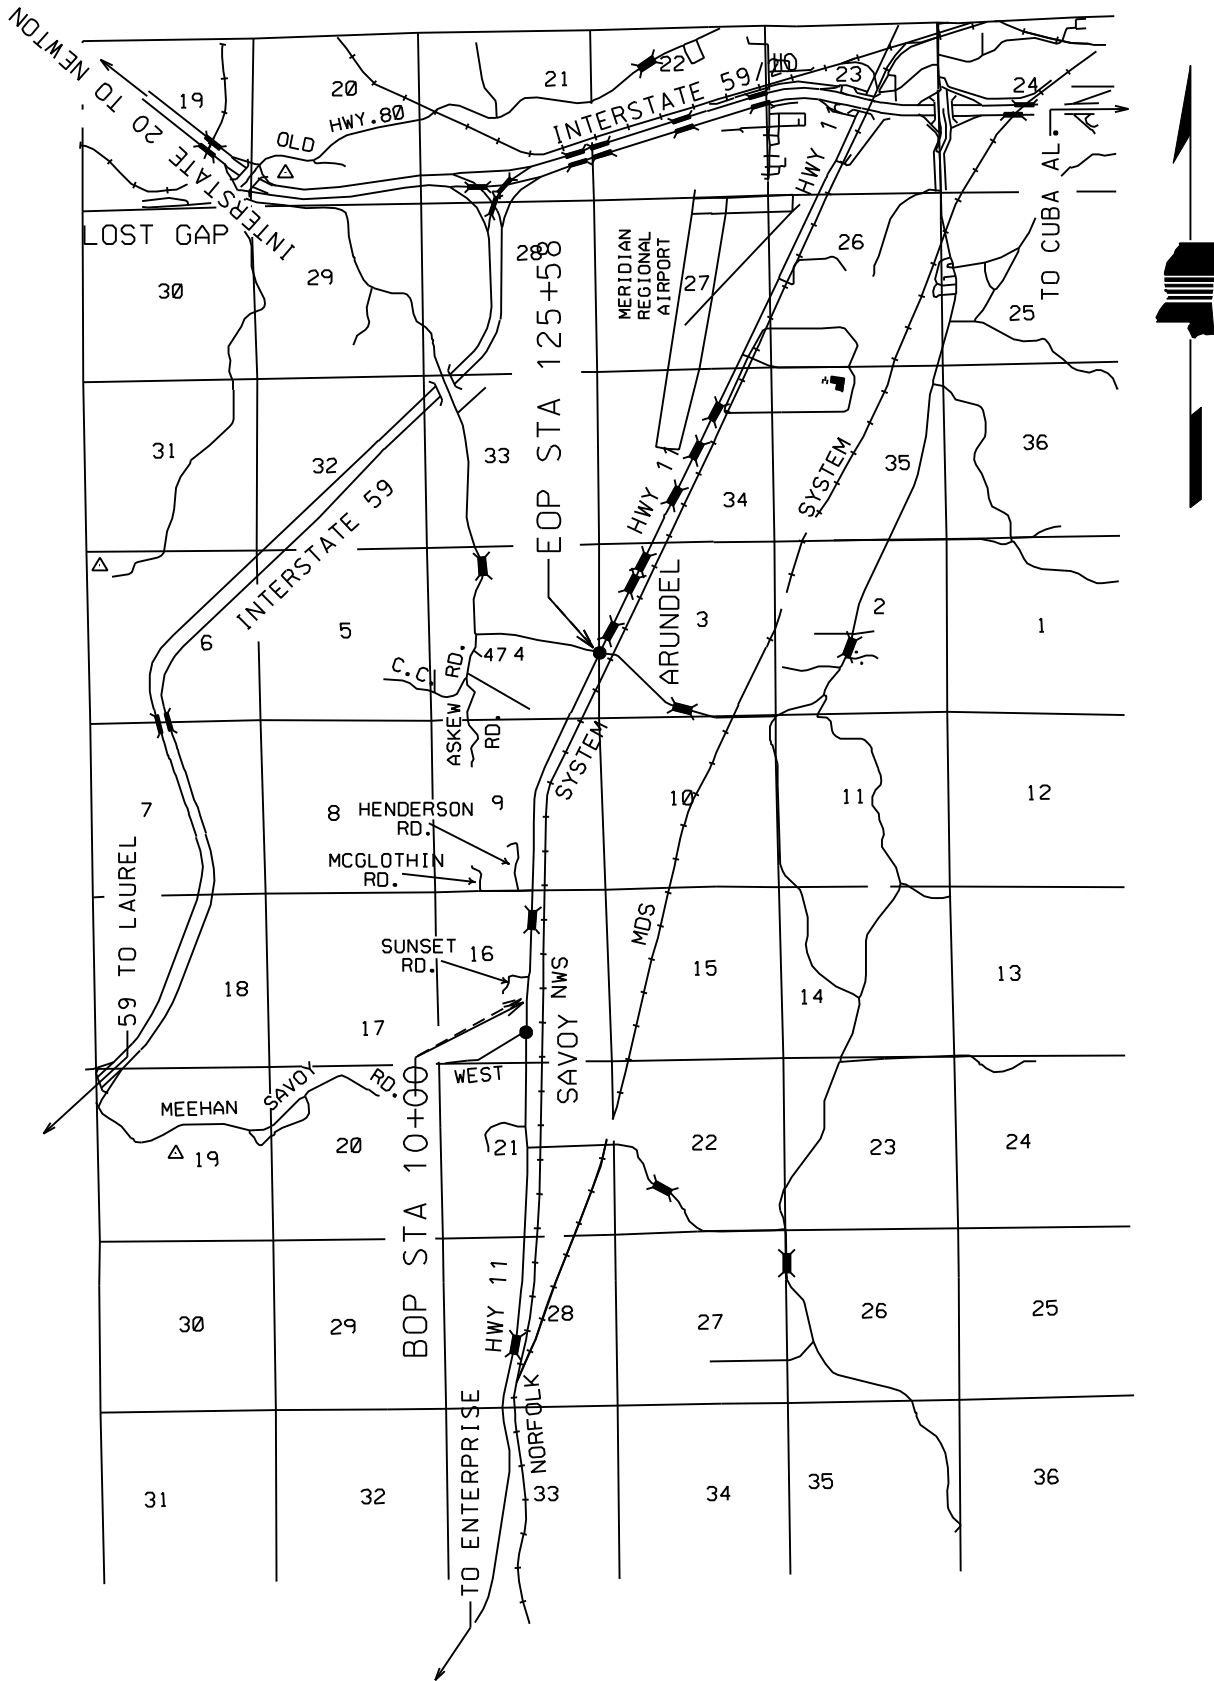 INTERSTATE 20 TO NEWTON
19
20
21
22
23
24
OLD
HWY.80
INTERSTATE 59/20
HWY 11
TO CUBA AL.
LOST GAP
30
29
28
MERIDIAN
REGIONAL
AIRPORT
27
26
25
EOP STA 125+58
31
32
33
34
35
36
INTERSTATE 59
HWY 11
SYSTEM
ARUNDEL
6
5
474
3
2
1
C.C. RD.
ASKEW
RD.
SYSTEM
7
8
HENDERSON
RD.
9
10
11
12
MCGLOTHIN
RD.
59 TO LAUREL
SUNSET
RD.
16
MDS
NWS
15
14
13
18
17
SAVOY
WEST
MEEHAN SAVOY RD.
19
20
BOP STA 10+00
21
22
23
24
HWY 11
30
29
28
27
26
25
TO ENTERPRISE
NORFOLK
31
32
33
34
35
36